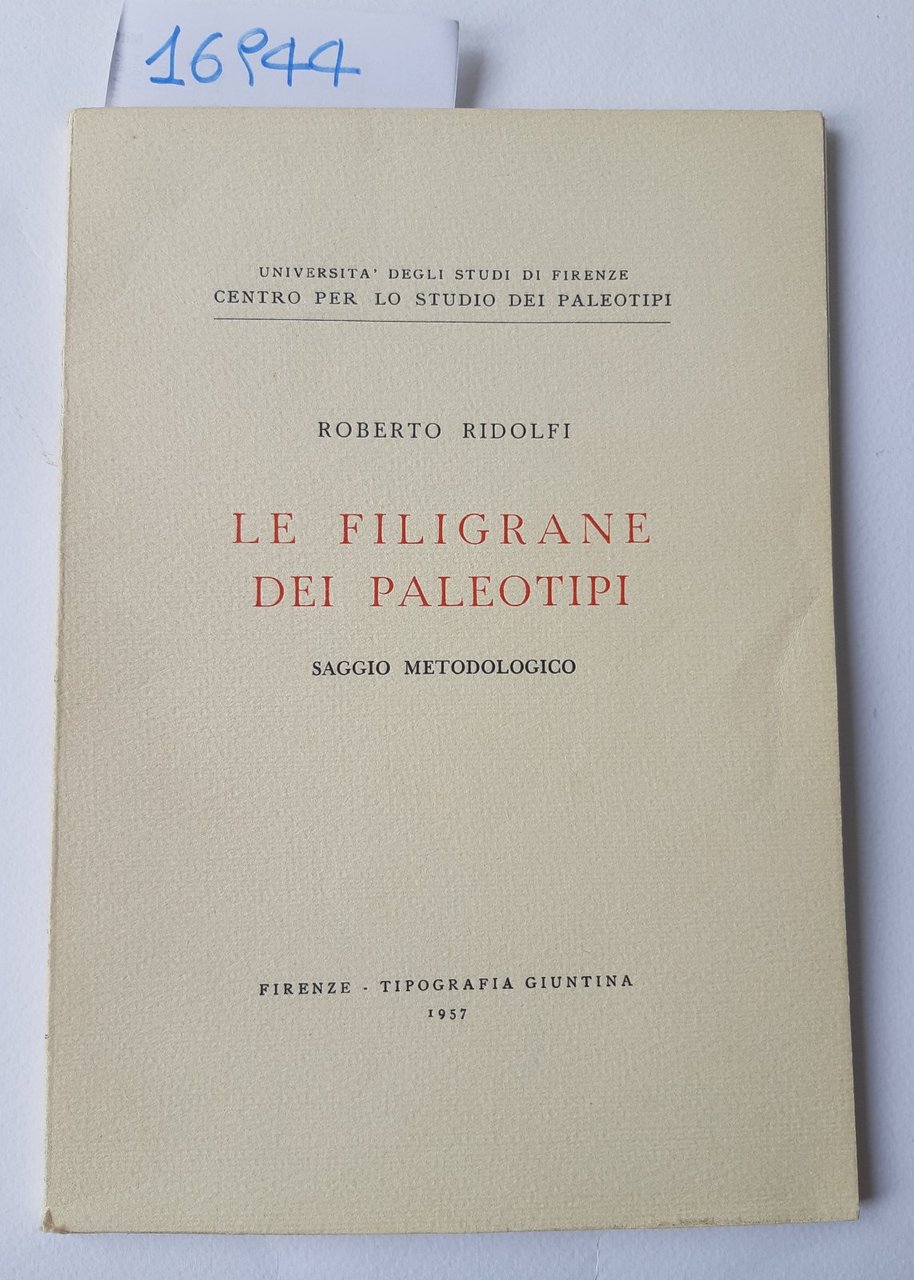 16944
UNIVERSITA' DEGLI STUDI DI FIRENZE
CENTRO PER LO STUDIO DEI PALEOTIPI
ROBERTO RIDOLFI
LE FILIGRANE
DEI PALEOTIPI
SAGGIO METODOLOGICO
FIRENZE - TIPOGRAFIA GIUNTINA
1957